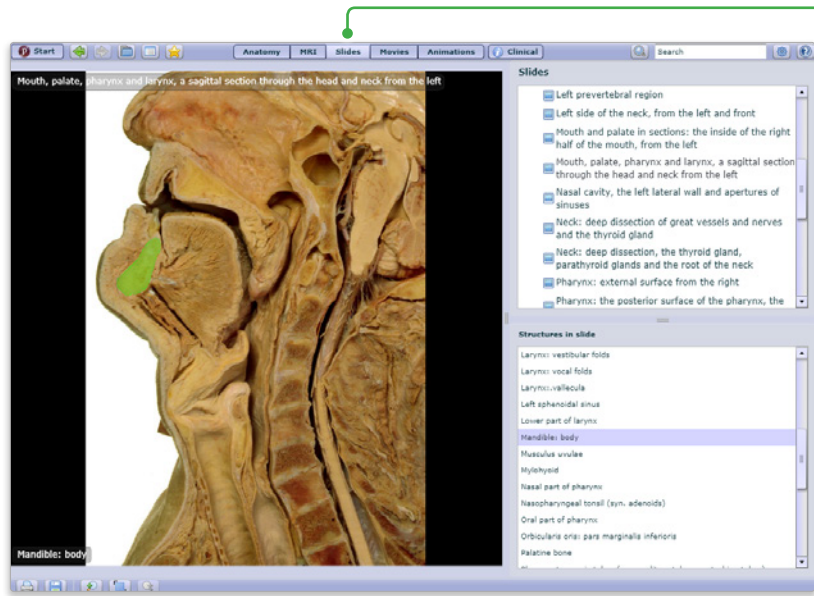 Start
Anatomy MRI Slides Movies Animations Clinical
Search
Mouth, palate, pharynx and larynx, a sagittal section through the head and neck from the left
Mandible: body
Slides
Left prevertebral region
Left side of the neck, from the left and front
Mouth and palate in sections: the inside of the right
half of the mouth, from the left
Mouth, palate, pharynx and larynx, a sagittal section
through the head and neck from the left
Nasal cavity, the left lateral wall and apertures of
sinuses
Neck: deep dissection of great vessels and nerves
and the thyroid gland
Neck: deep dissection, the thyroid gland,
parathyroid glands and the root of the neck
Pharynx: external surface from the right
Pharynx: the posterior surface of the pharynx, the
Structures in slide
Larynx: vestibular folds
Larynx: vocal folds
Larynx:.vallecula
Left sphenoidal sinus
Lower part of larynx
Mandible: body
Musculus uvulae
Mylohyoid
Nasal part of pharynx
Nasopharyngeal tonsil (syn. adenoids)
Oral part of pharynx
Orbicularis oris: pars marginalis inferioris
Palatine bone